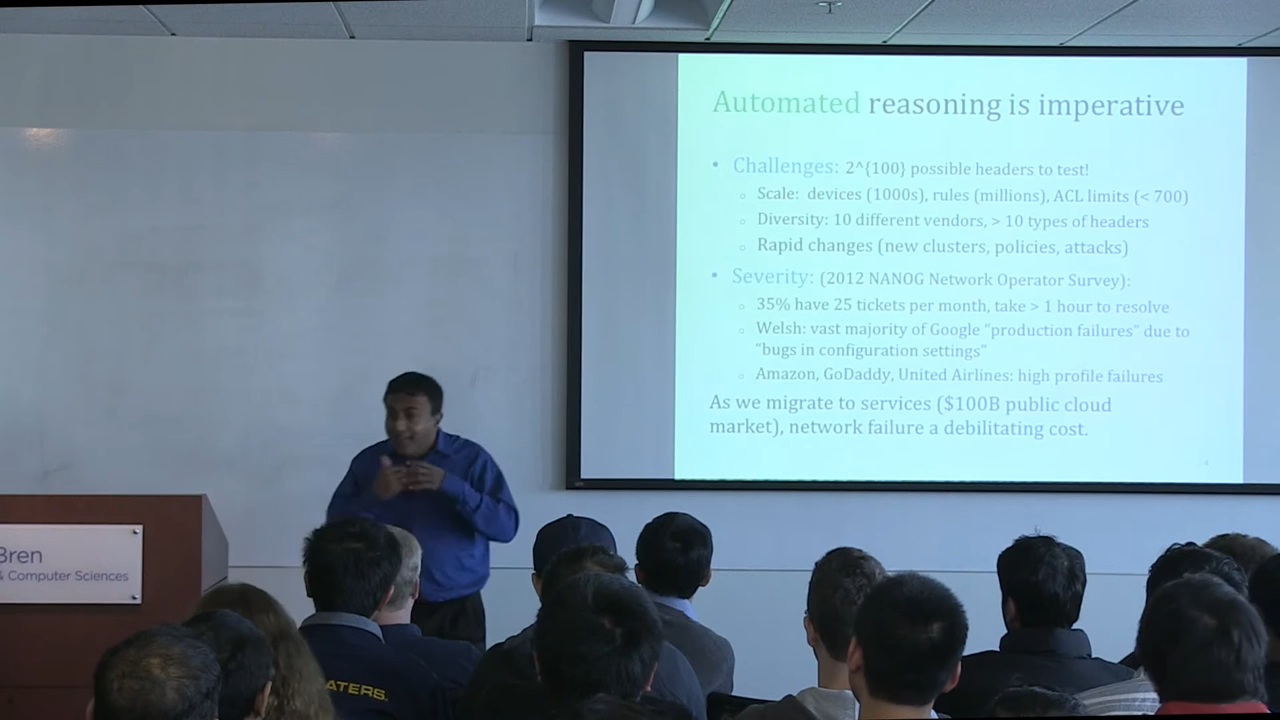 Automated reasoning is imperative
• Challenges: 2^{100} possible headers to test!
○ Scale: devices (1000s), rules (millions), ACL limits (< 700)
○ Diversity: 10 different vendors, > 10 types of headers
○ Rapid changes (new clusters, policies, attacks)
• Severity: (2012 NANOG Network Operator Survey):
○ 35% have 25 tickets per month, take > 1 hour to resolve
○ Welsh: vast majority of Google "production failures" due to
"bugs in configuration settings"
○ Amazon, GoDaddy, United Airlines: high profile failures
As we migrate to services ($100B public cloud
market), network failure a debilitating cost.
Bren
& Computer Sciences
ATERS.